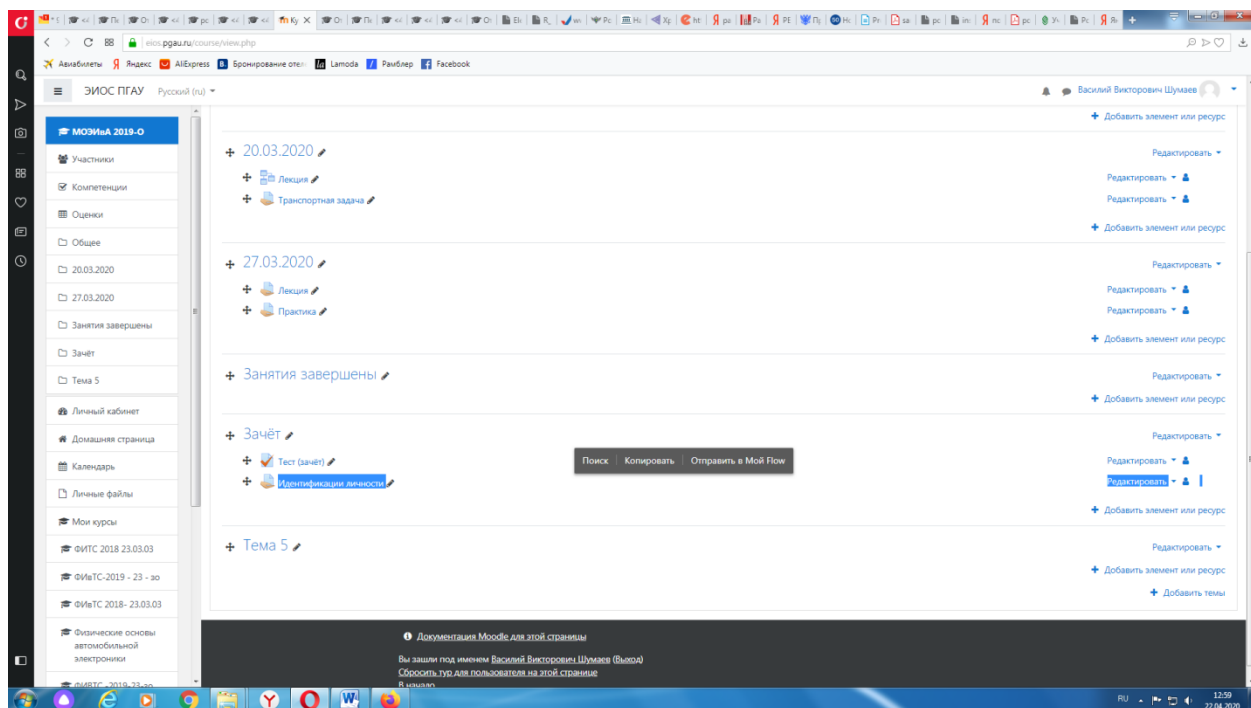 eios.pgau.ru/course/view.php
Авиабилеты Яндекс AliExpress Бронирование отел Lamoda Рамблер Facebook
ЭИОС ПГАУ Русский (ru)
Василий Викторович Шумаев
МОЭИвА 2019-О
Участники
Компетенции
Оценки
Общее
20.03.2020
27.03.2020
Занятия завершены
Зачёт
Тема 5
Личный кабинет
Домашняя страница
Календарь
Личные файлы
Мои курсы
ФИТС 2018 23.03.03
ФИвТС-2019 - 23 - зо
ФИвТС 2018- 23.03.03
Физические основы
автомобильной
электроники
Добавить элемент или ресурс
20.03.2020 Редактировать
Лекция Редактировать
Транспортная задача Редактировать
Добавить элемент или ресурс
27.03.2020 Редактировать
Лекция Редактировать
Практика Редактировать
Добавить элемент или ресурс
Занятия завершены Редактировать
Добавить элемент или ресурс
Зачёт Редактировать
Поиск Копировать Отправить в Мой Flow
Тест (зачёт) Редактировать
Идентификации личности Редактировать
Добавить элемент или ресурс
Тема 5 Редактировать
Добавить элемент или ресурс
Добавить темы
Документация Moodle для этой страницы
Вы зашли под именем Василий Викторович Шумаев (Выход)
Сбросить тур для пользователя на этой странице
В начало
RU
12:59
22.04.2020